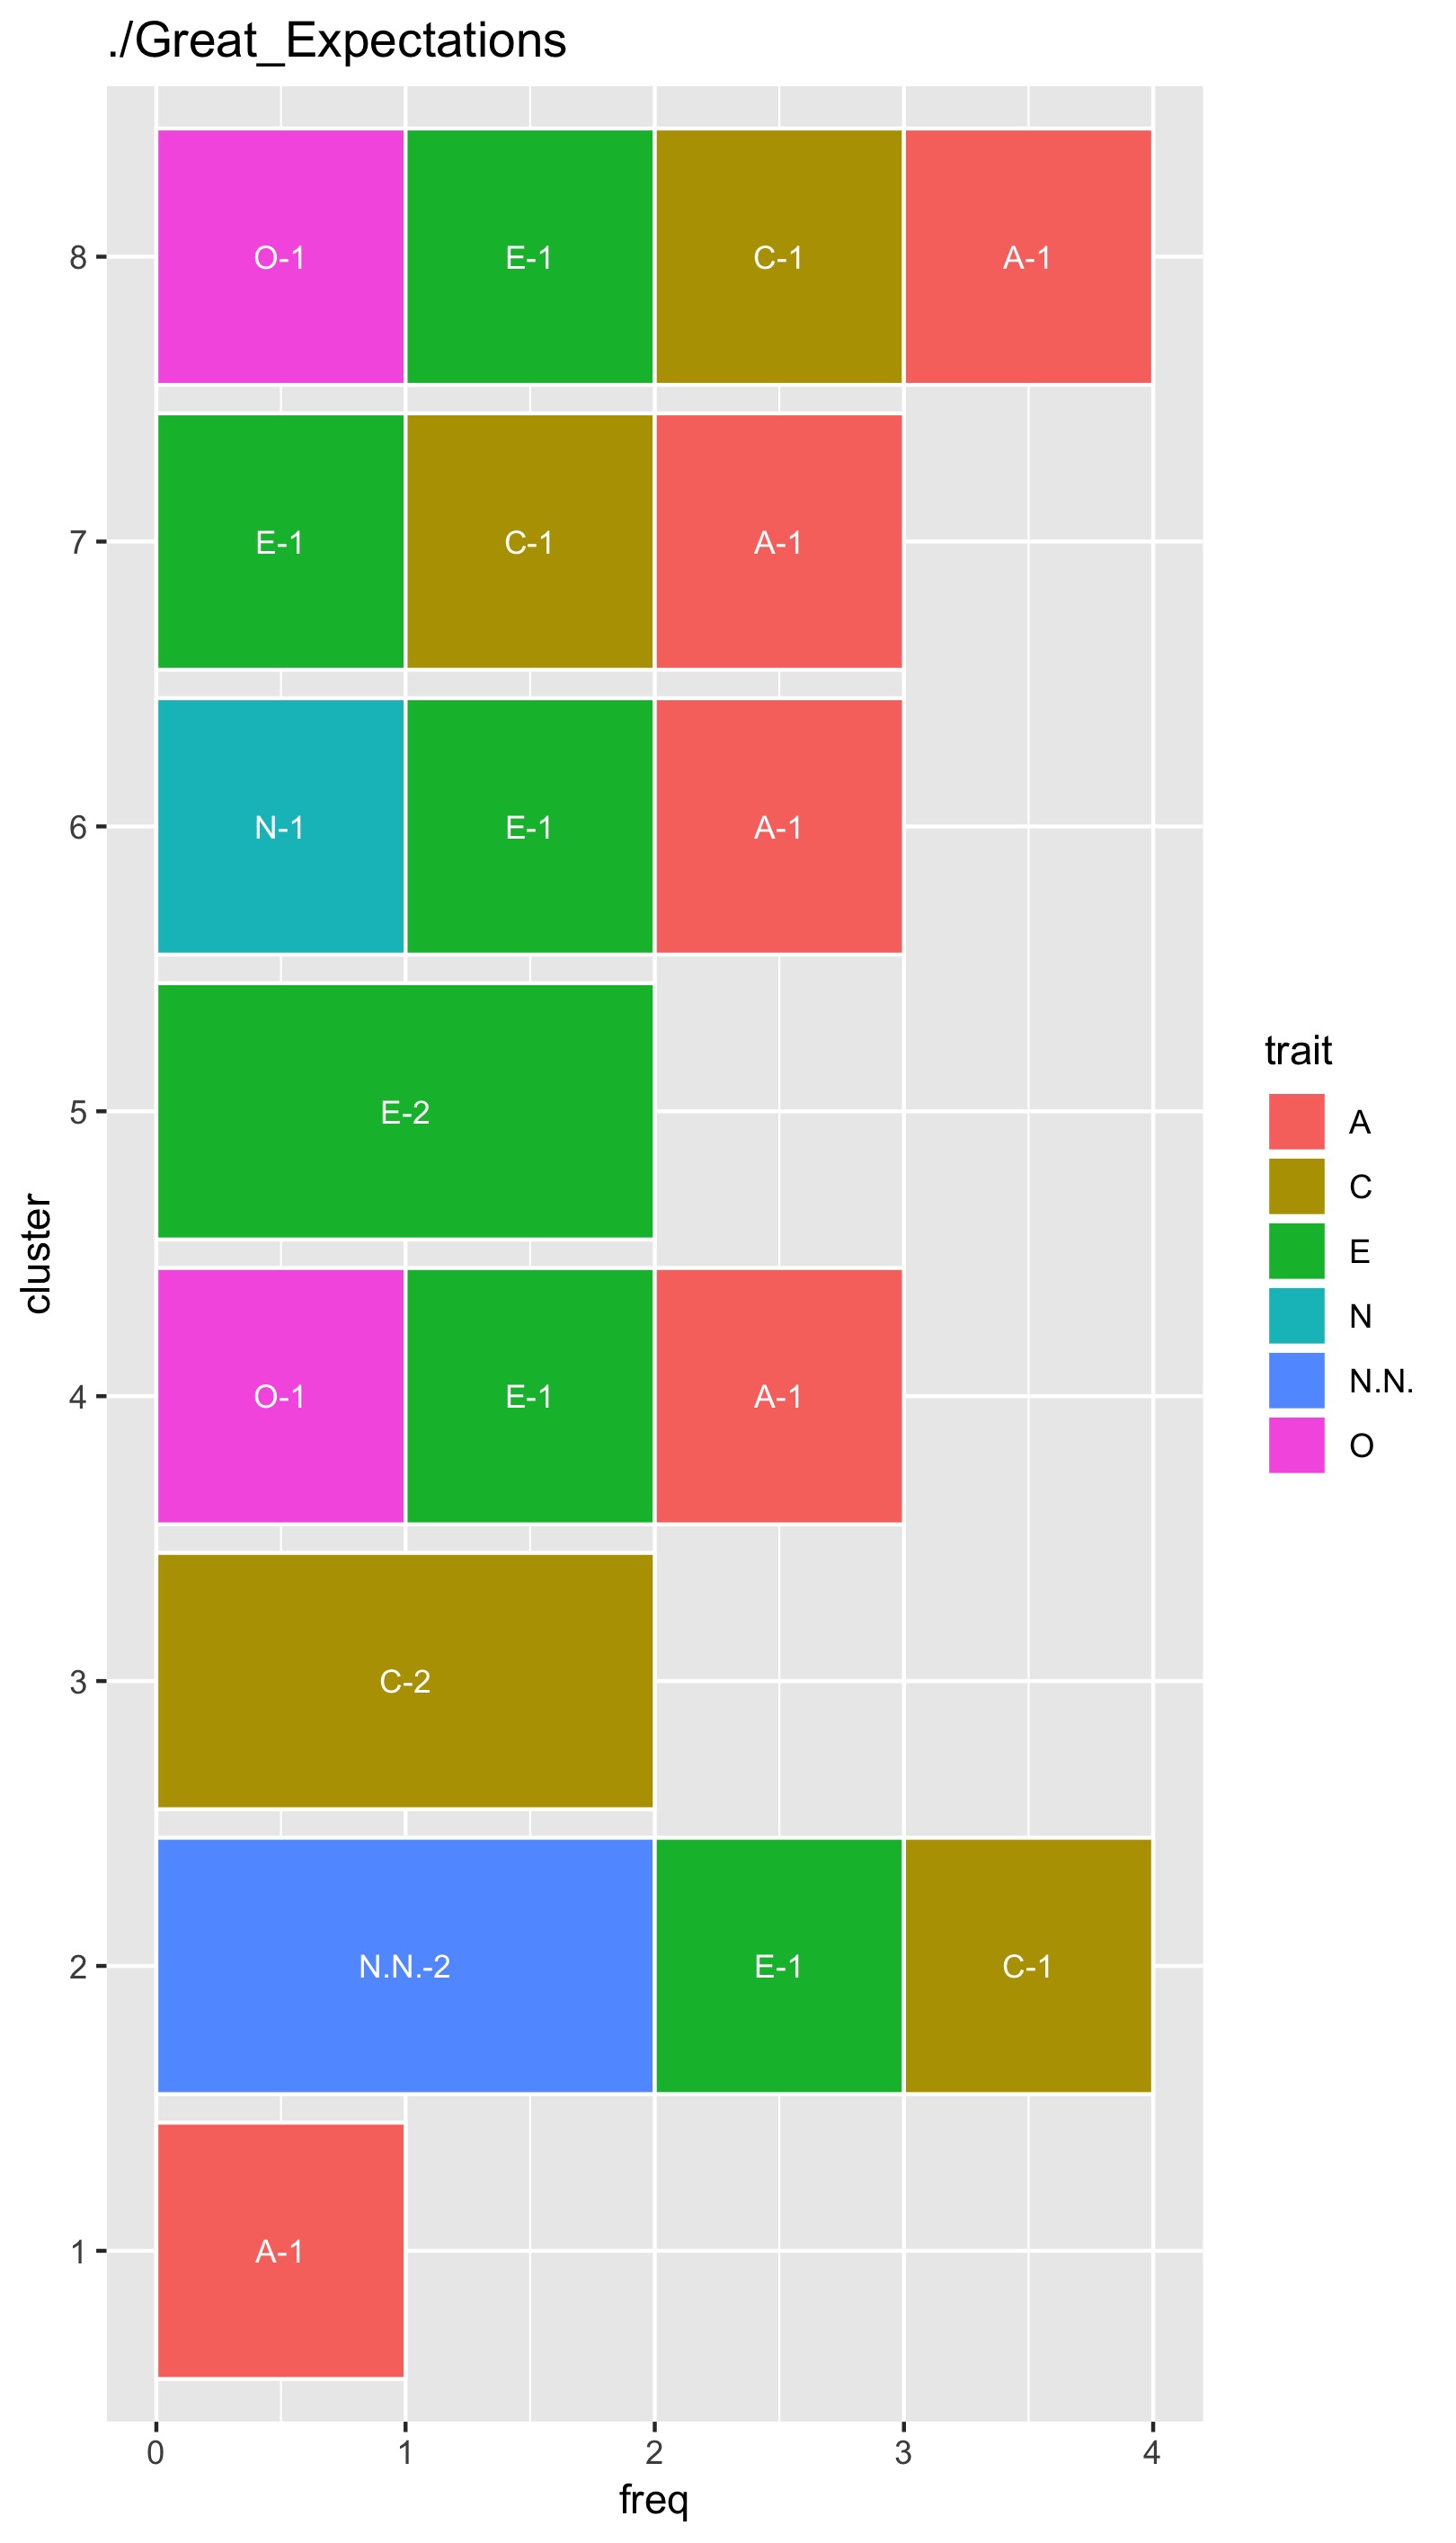 ./Great_Expectations
8
O-1 E-1 C-1 A-1
7
E-1 C-1 A-1
6
N-1 E-1 A-1
5
E-2
4
O-1 E-1 A-1
3
C-2
2
N.N.-2 E-1 C-1
1
A-1
0 1 2 3 4
freq
cluster
trait
A
C
E
N
N.N.
O